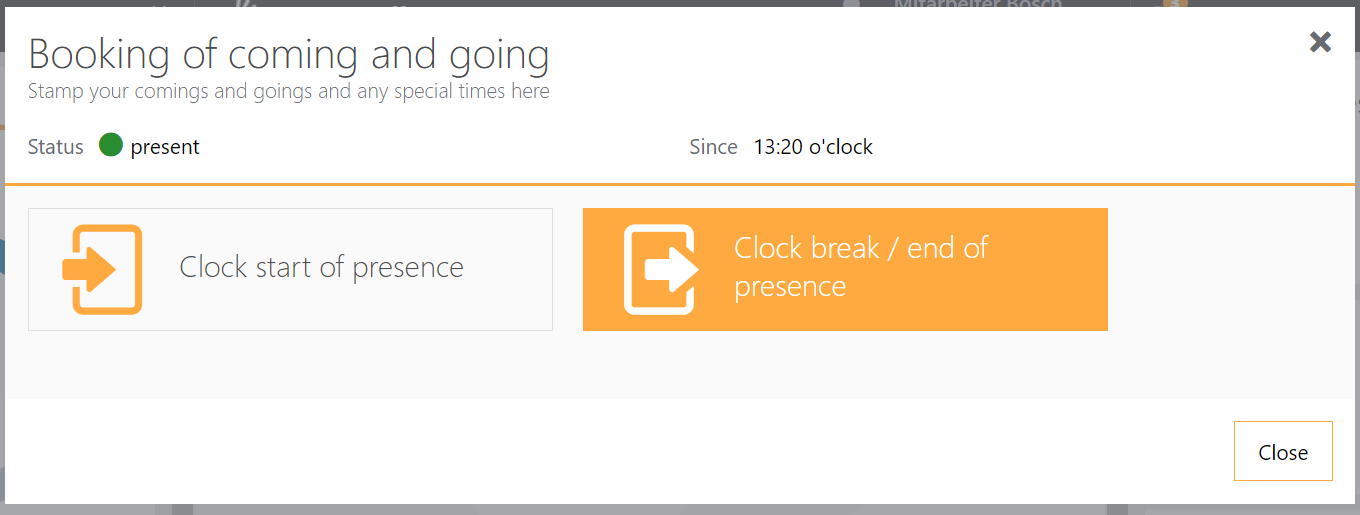 Booking of coming and going
Stamp your comings and goings and any special times here
Status present Since 13:20 o'clock
Clock start of presence
Clock break / end of
presence
Close